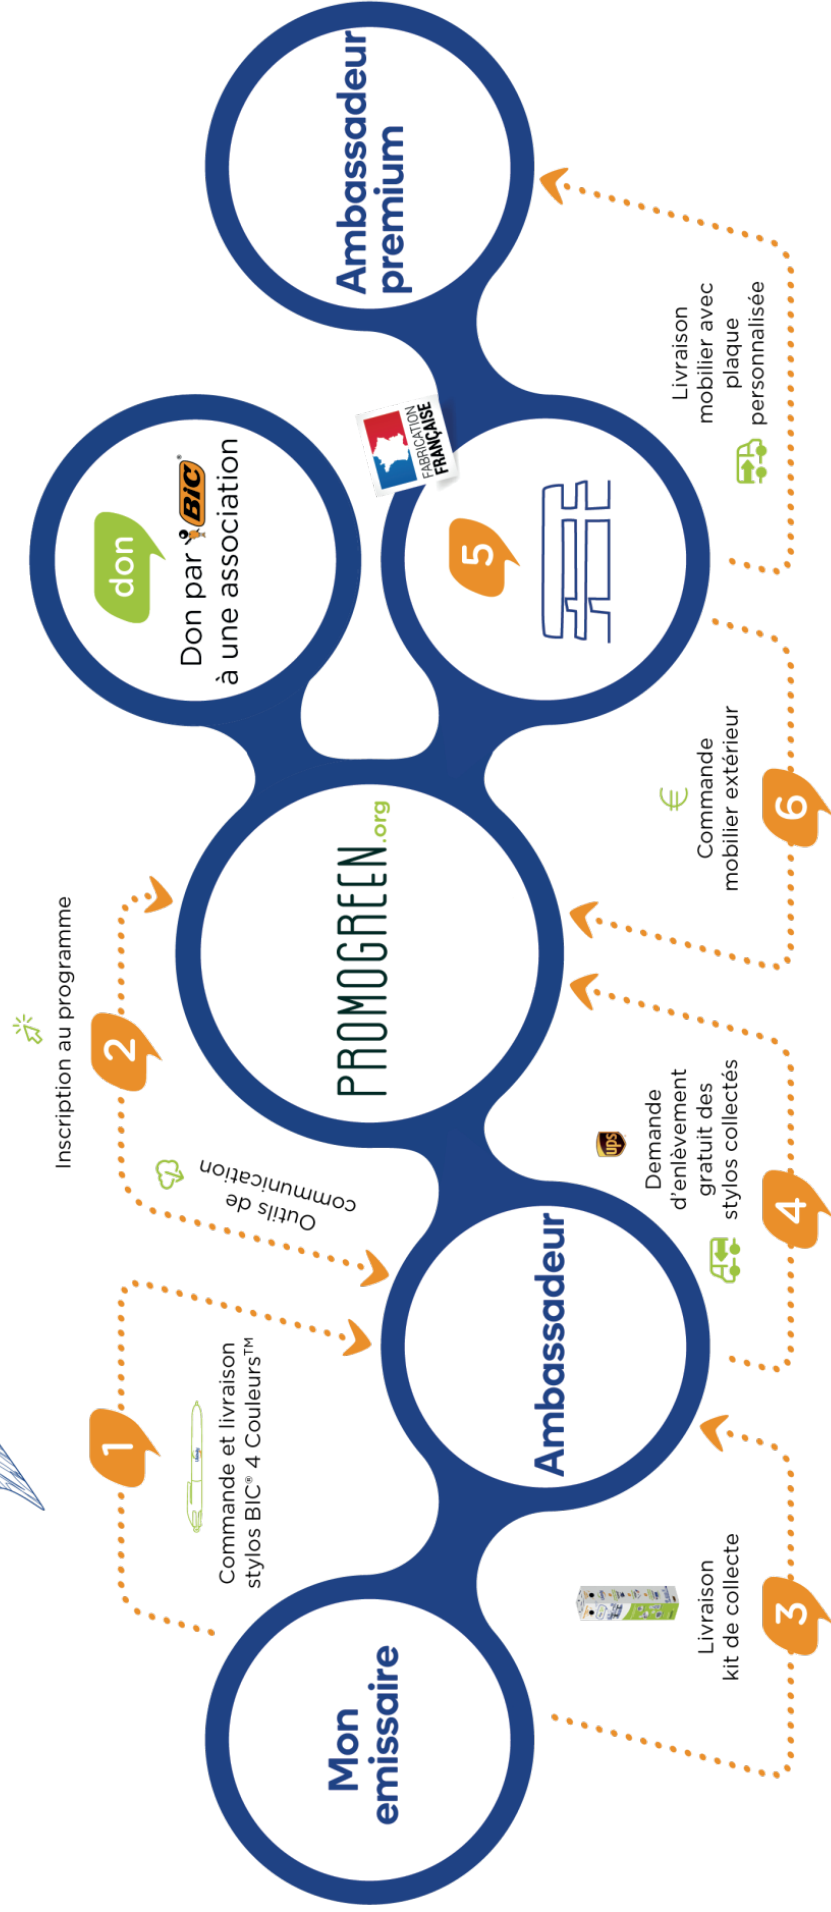 Mon
emissaire
1
Commande et livraison
stylos BIC® 4 Couleurs™
2
Inscription au programme
Outils de
communication
3
Livraison
kit de collecte
Ambassadeur
4
ups
Demande
d'enlèvement
gratuit des
stylos collectés
PROMOGREEN.org
don
Don par BiC®
à une association
5
FABRICATION
FRANÇAISE
6
€
Commande
mobilier extérieur
Livraison
mobilier avec
plaque
personnalisée
Ambassadeur
premium